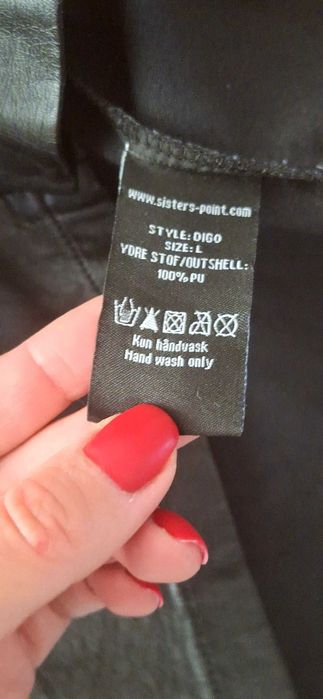 www.sisters-point.com
STYLE: DIGO
SIZE: L
YDRE STOF/OUTSHELL:
100% PU
Kun håndvask
Hand wash only